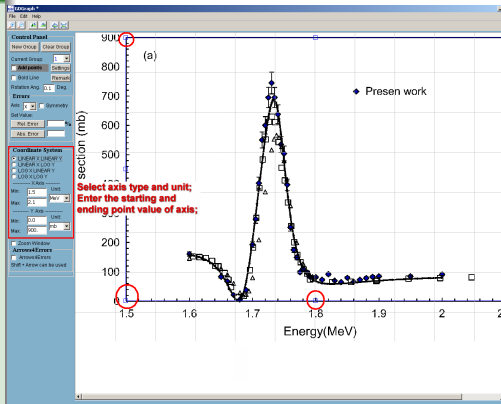 GDGraph *
File Edit Help
Control Panel
New Group Clear Group
Current Group: 1
Add points Settings
Bold Line Remark
Rotation Ang. 0.1 Deg.
Errors
Axis: X Symmetry
Set Value:
Rel. Error %
Abs. Error
Coordinate System
LINEAR X LINEAR Y
LINEAR X LOG Y
LOG X LINEAR Y
LOG X LOG Y
X Axis
Min: 1.5 Unit:
Max: 2.1 MeV
Y Axis
Min: 0.0 Unit:
Max: 900. mb
Zoom Window
Arrows4Errors
Arrows4Errors
Shift + Arrow can be used
Select axis type and unit;
Enter the starting and
ending point value of axis;
(a)
Presen work
section (mb)
900
800
700
600
500
300
200
100
0
1.5 1.6 1.7 1.8 1.9 2
Energy(MeV)